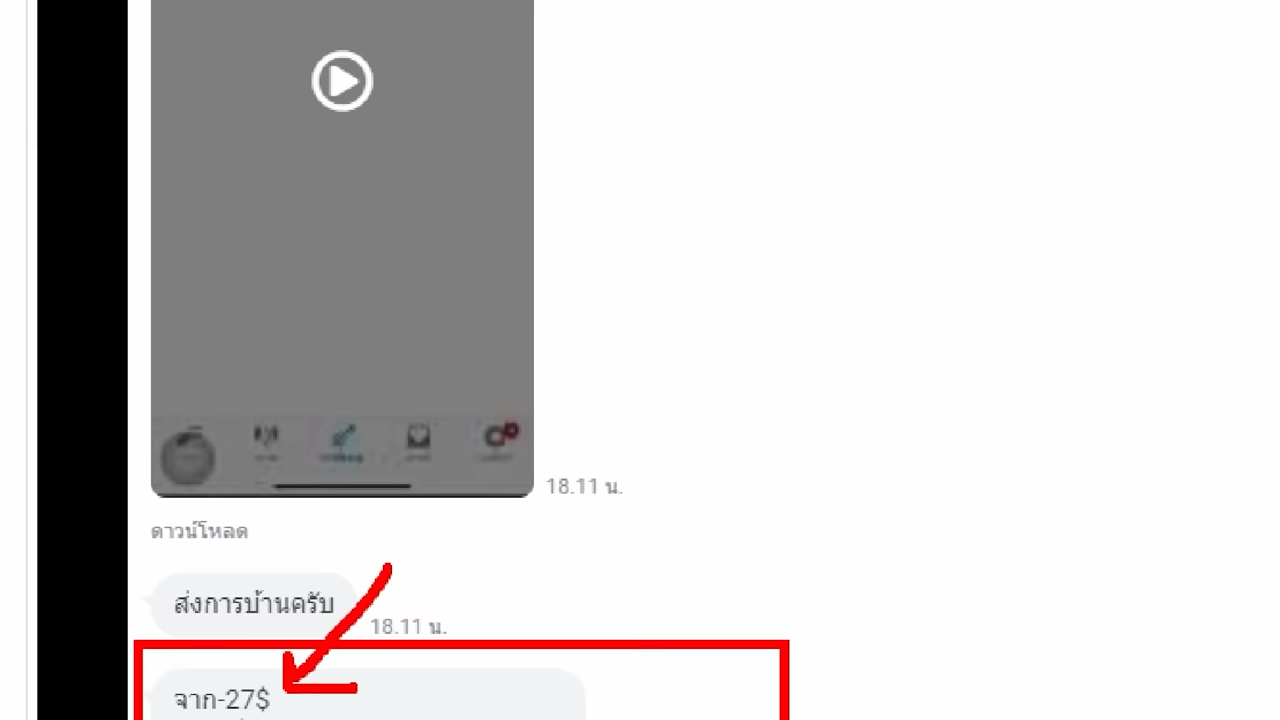 18.11 น.
ดาวน์โหลด
ส่งการบ้านครับ
18.11 น.
จาก-27$